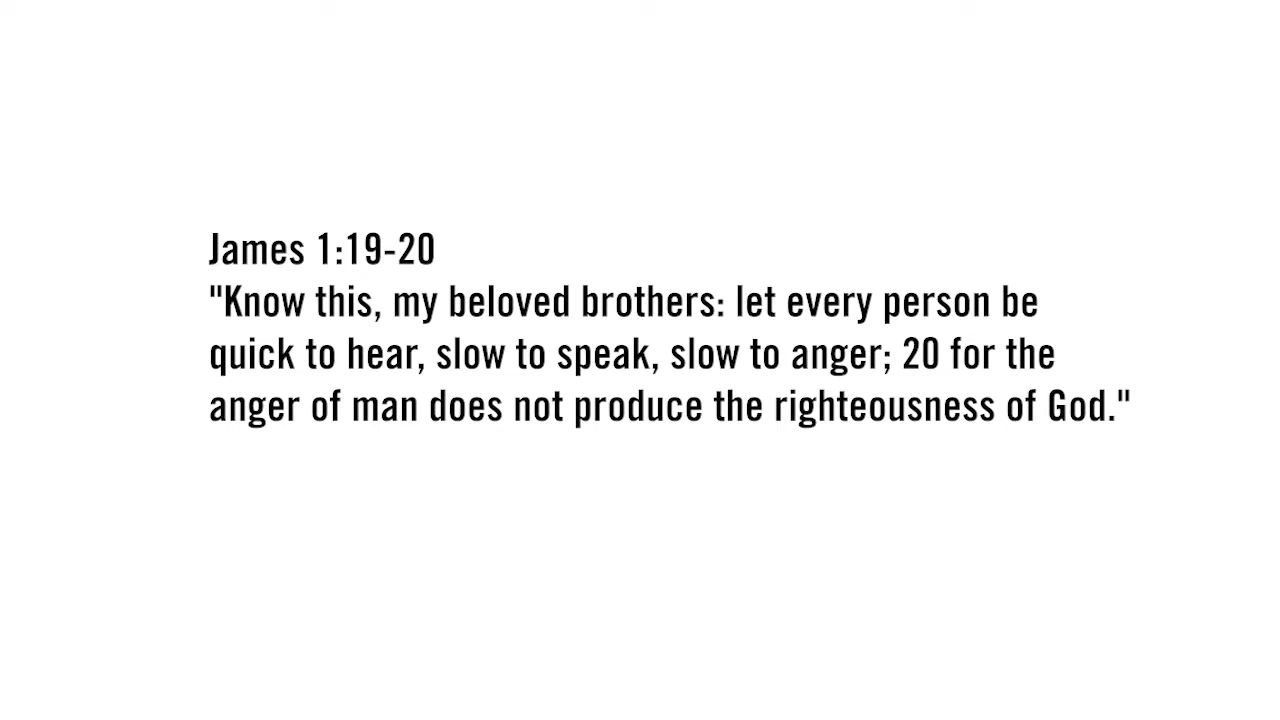 James 1:19-20
"Know this, my beloved brothers: let every person be
quick to hear, slow to speak, slow to anger; 20 for the
anger of man does not produce the righteousness of God."